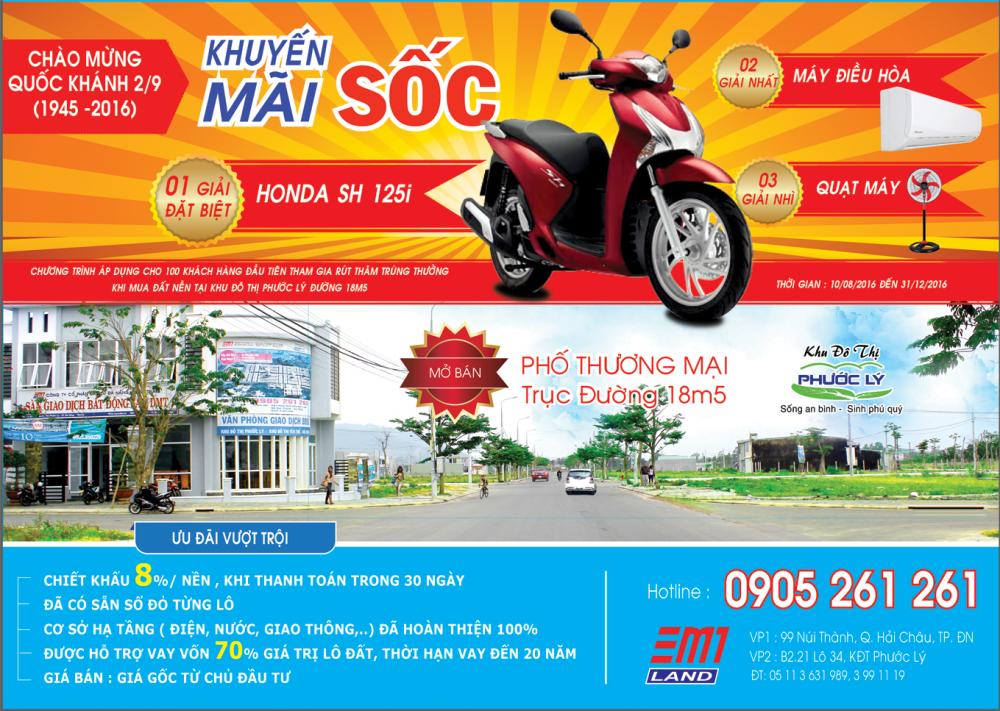 CHÀO MỪNG
QUỐC KHÁNH 2/9
(1945 -2016)
KHUYẾN
MÃI SỐC
01 GIẢI
ĐẶT BIỆT
HONDA SH 125i
02
GIẢI NHẤT
MÁY ĐIỀU HÒA
03
GIẢI NHÌ
QUẠT MÁY
CHƯƠNG TRÌNH ÁP DỤNG CHO 100 KHÁCH HÀNG ĐẦU TIÊN THAM GIA RÚT THĂM TRÚNG THƯỞNG
KHI MUA ĐẤT NỀN TẠI KHU ĐÔ THỊ PHƯỚC LÝ ĐƯỜNG 18M5
THỜI GIAN : 10/08/2016 ĐẾN 31/12/2016
MỞ BÁN
PHỐ THƯƠNG MẠI
Trục Đường 18m5
Khu Đô Thị
PHƯỚC LÝ
Sống an bình - Sinh phú quý
SÀN GIAO DỊCH BẤT ĐỘNG
VĂN PHÒNG GIAO DỊCH
ƯU ĐÃI VƯỢT TRỘI
CHIẾT KHẤU 8%/ NỀN , KHI THANH TOÁN TRONG 30 NGÀY
ĐÃ CÓ SẴN SỔ ĐỎ TỪNG LÔ
CƠ SỞ HẠ TẦNG ( ĐIỆN, NƯỚC, GIAO THÔNG,..) ĐÃ HOÀN THIỆN 100%
ĐƯỢC HỖ TRỢ VAY VỐN 70% GIÁ TRỊ LÔ ĐẤT, THỜI HẠN VAY ĐẾN 20 NĂM
GIÁ BÁN : GIÁ GỐC TỪ CHỦ ĐẦU TƯ
Hotline : 0905 261 261
EM1
LAND
VP1 : 99 Núi Thành, Q. Hải Châu, TP. ĐN
VP2 : B2.21 Lô 34, KĐT Phước Lý
ĐT: 05 11 3 631 989, 3 99 11 19